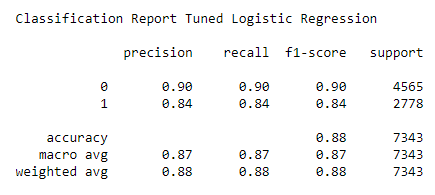 Classification Report Tuned Logistic Regression
precision recall f1-score support
0 0.90 0.90 0.90 4565
1 0.84 0.84 0.84 2778
accuracy 0.88 7343
macro avg 0.87 0.87 0.87 7343
weighted avg 0.88 0.88 0.88 7343